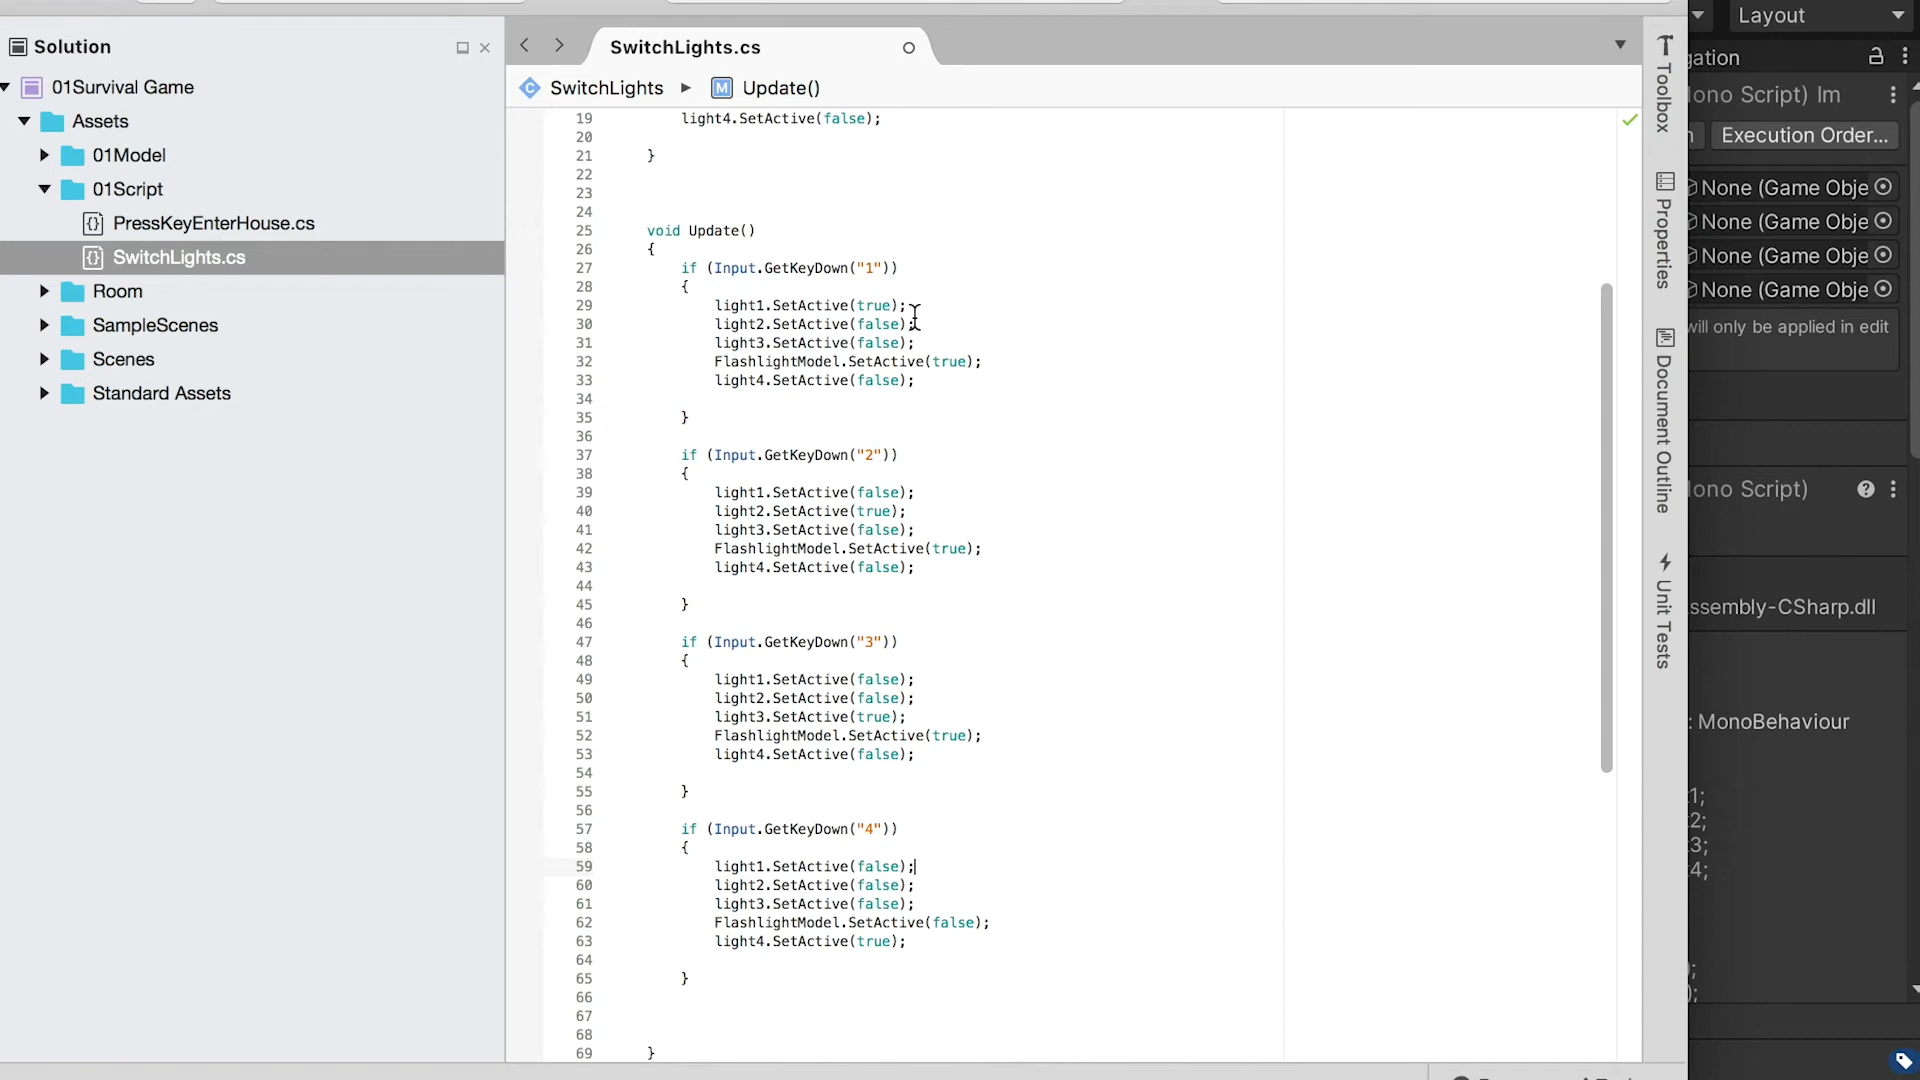 Solution
01Survival Game
Assets
01Model
01Script
PressKeyEnterHouse.cs
SwitchLights.cs
Room
SampleScenes
Scenes
Standard Assets
SwitchLights.cs
SwitchLights
M Update()
19 light4.SetActive(false);
20
21 }
22
23
24
25 void Update()
26 {
27 if (Input.GetKeyDown("1"))
28 {
29 light1.SetActive(true);
30 light2.SetActive(false);
31 light3.SetActive(false);
32 FlashlightModel.SetActive(true);
33 light4.SetActive(false);
34
35 }
36
37 if (Input.GetKeyDown("2"))
38 {
39 light1.SetActive(false);
40 light2.SetActive(true);
41 light3.SetActive(false);
42 FlashlightModel.SetActive(true);
43 light4.SetActive(false);
44
45 }
46
47 if (Input.GetKeyDown("3"))
48 {
49 light1.SetActive(false);
50 light2.SetActive(false);
51 light3.SetActive(true);
52 FlashlightModel.SetActive(true);
53 light4.SetActive(false);
54
55 }
56
57 if (Input.GetKeyDown("4"))
58 {
59 light1.SetActive(false);
60 light2.SetActive(false);
61 light3.SetActive(false);
62 FlashlightModel.SetActive(false);
63 light4.SetActive(true);
64
65 }
66
67
68
69 }
Toolbox
Properties
Document Outline
Unit Tests
Layout
gation
ono Script) Im
Execution Order...
None (Game Obje
None (Game Obje
None (Game Obje
None (Game Obje
will only be applied in edit
ono Script)
ssembly-CSharp.dll
: MonoBehaviour
1;
2;
3;
4;
);